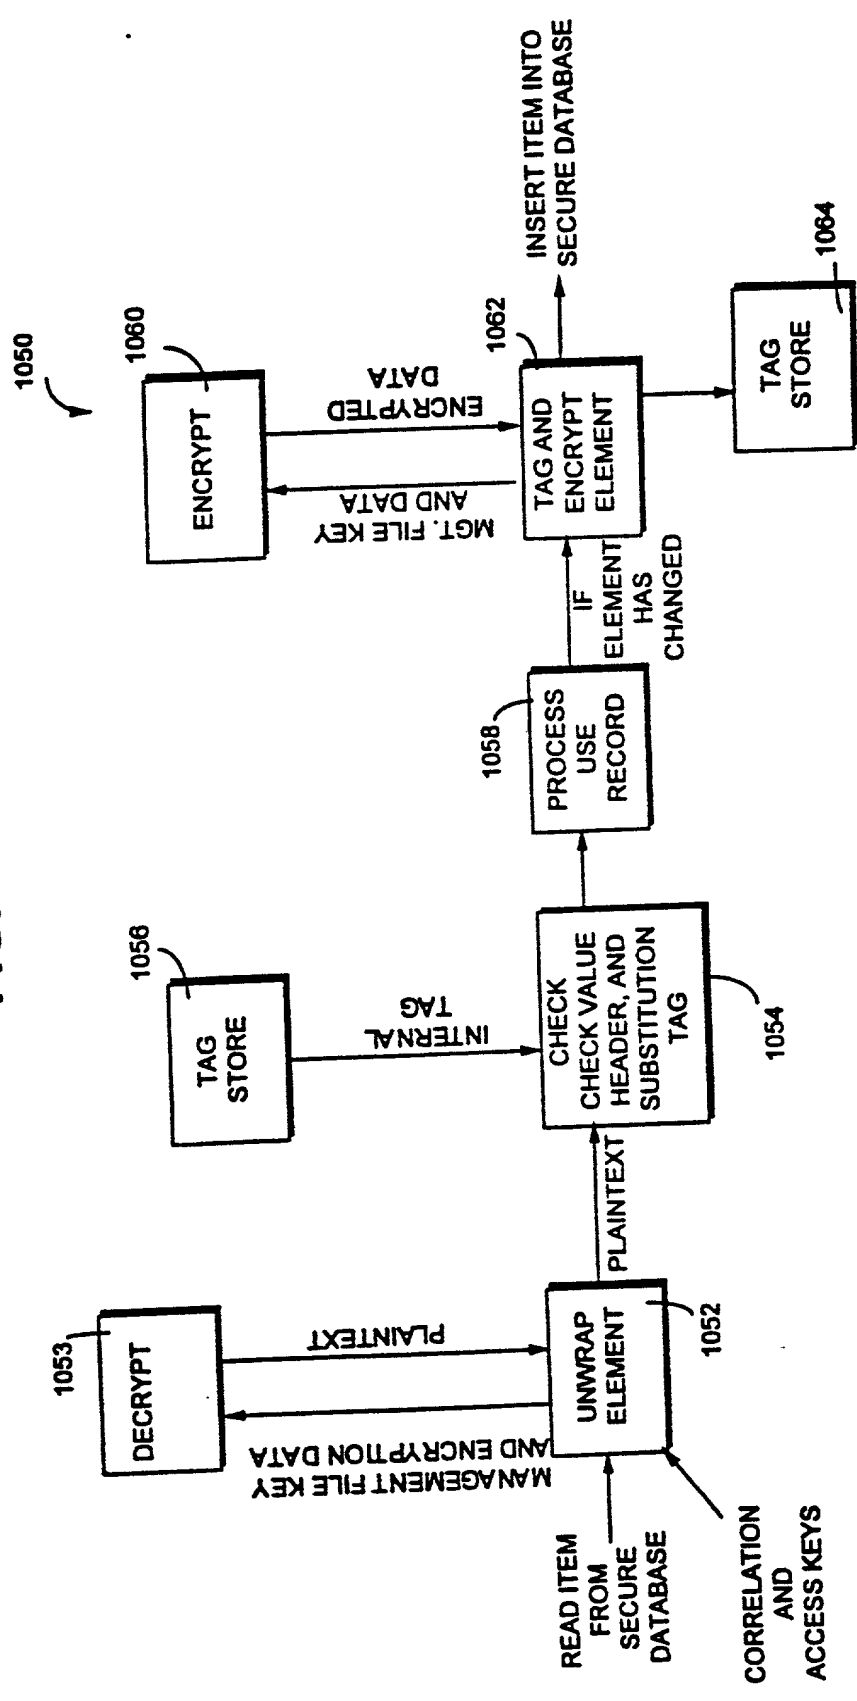 1050
1053
DECRYPT
MANAGEMENT FILE KEY
AND ENCRYPTION DATA
PLAINTEXT
READ ITEM
FROM
SECURE
DATABASE
CORRELATION
AND
ACCESS KEYS
UNWRAP
ELEMENT
1052
PLAINTEXT
1056
TAG
STORE
INTERNAL
TAG
CHECK
CHECK VALUE
HEADER, AND
SUBSTITUTION
TAG
1054
1058
PROCESS
USE
RECORD
IF
ELEMENT
HAS
CHANGED
1060
ENCRYPT
MGT. FILE KEY
AND DATA
ENCRYPTED
DATA
1062
TAG AND
ENCRYPT
ELEMENT
INSERT ITEM INTO
SECURE DATABASE
TAG
STORE
1064